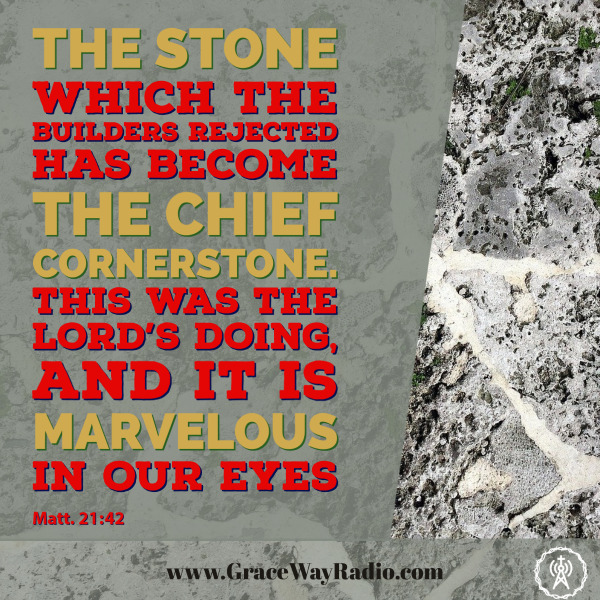 THE STONE
WHICH THE
BUILDERS REJECTED
HAS BECOME
THE CHIEF
CORNERSTONE.
THIS WAS THE
LORD'S DOING,
AND IT IS
MARVELOUS
IN OUR EYES
Matt. 21:42
www.GraceWayRadio.com